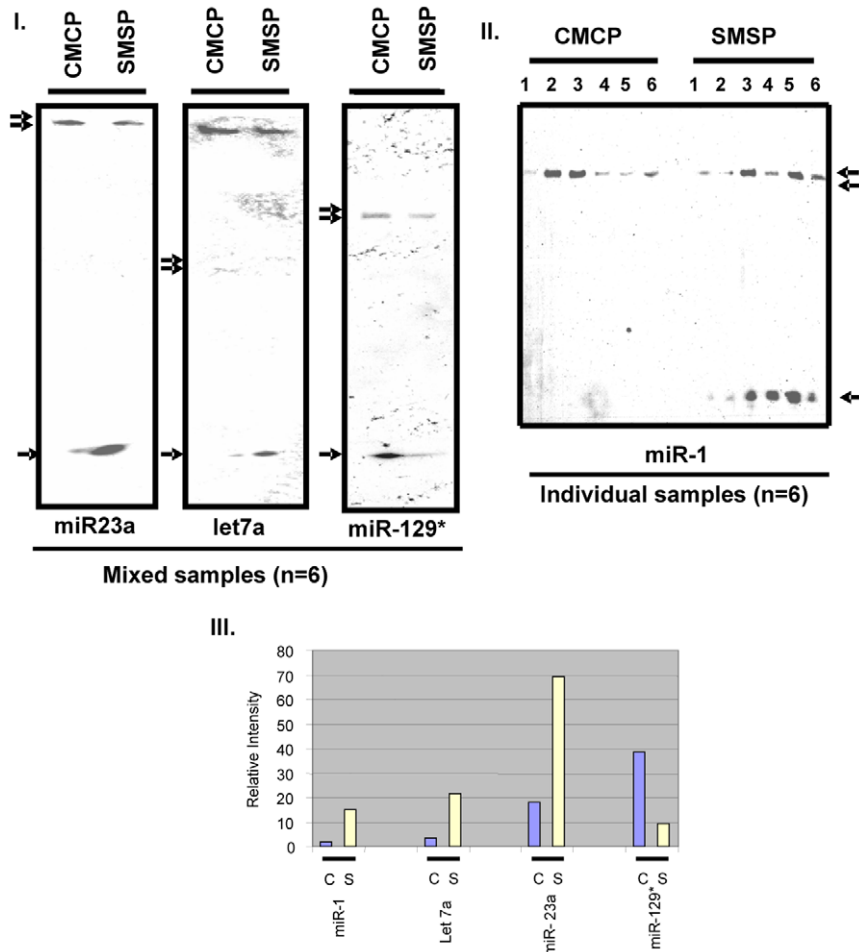 I.
CMCP SMSP CMCP SMSP CMCP SMSP
miR23a let7a miR-129*
Mixed samples (n=6)
II.
CMCP SMSP
1 2 3 4 5 6 1 2 3 4 5 6
miR-1
Individual samples (n=6)
III.
80
70
60
50
40
30
20
10
0
Relative Intensity
C S C S C S C S
miR-1 Let 7a miR- 23a miR-129*